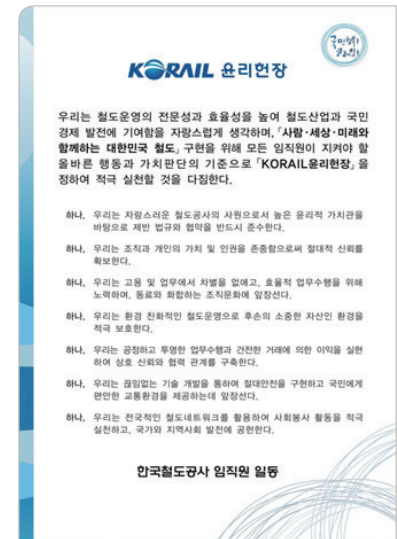 국민행복
코레일
KORAIL 윤리헌장
우리는 철도운영의 전문성과 효율성을 높여 철도산업과 국민
경제 발전에 기여함을 자랑스럽게 생각하며, 「사람·세상·미래와
함께하는 대한민국 철도」 구현을 위해 모든 임직원이 지켜야 할
올바른 행동과 가치판단의 기준으로 「KORAIL윤리헌장」을
정하여 적극 실천할 것을 다짐한다.
하나, 우리는 자랑스러운 철도공사의 사원으로서 높은 윤리적 가치관을
바탕으로 제반 법규와 협약을 반드시 준수한다.
하나, 우리는 조직과 개인의 가치 및 인권을 존중함으로써 절대적 신뢰를
확보한다.
하나, 우리는 고용 및 업무에서 차별을 없애고, 효율적 업무수행을 위해
노력하며, 동료와 화합하는 조직문화에 앞장선다.
하나, 우리는 환경 친화적인 철도운영으로 후손의 소중한 자산인 환경을
적극 보호한다.
하나, 우리는 공정하고 투명한 업무수행과 건전한 거래에 의한 이익을 실현
하여 상호 신뢰와 협력 관계를 구축한다.
하나, 우리는 끊임없는 기술 개발을 통하여 절대안전을 구현하고 국민에게
편안한 교통환경을 제공하는데 앞장선다.
하나, 우리는 전국적인 철도네트워크를 활용하여 사회봉사 활동을 적극
실천하고, 국가와 지역사회 발전에 공헌한다.
한국철도공사 임직원 일동